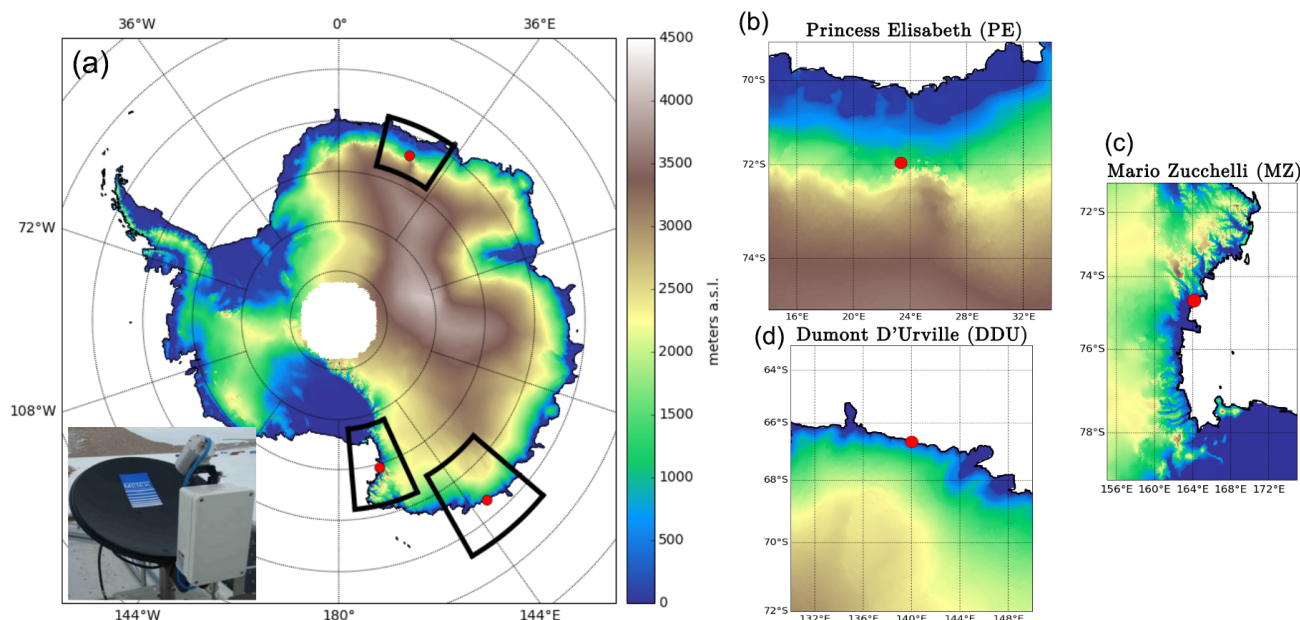 (a)
36°W
0°
36°E
72°W
108°W
144°W
180°
144°E
4500
4000
3500
3000
2500
2000
1500
1000
500
0
meters a.s.l.
METEK
(b)
Princess Elisabeth (PE)
70°S
72°S
74°S
16°E
20°E
24°E
28°E
32°E
(c)
Mario Zucchelli (MZ)
72°S
74°S
76°S
78°S
156°E
160°E
164°E
168°E
172°E
(d)
Dumont D'Urville (DDU)
64°S
66°S
68°S
70°S
72°S
132°E
136°E
140°E
144°E
148°E